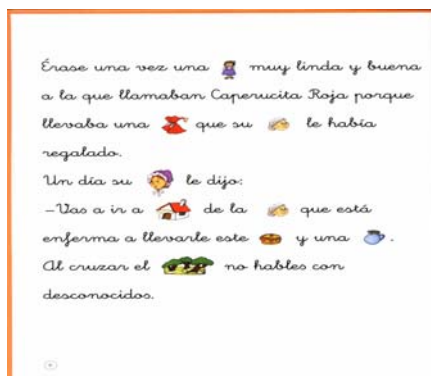 Érase una vez una muy linda y buena
a la que llamaban Caperucita Roja porque
llevaba una que su le había
regalado.
Un día su le dijo:
–Vas a ir a de la que está
enferma a llevarle este y una .
Al cruzar el no hables con
desconocidos.